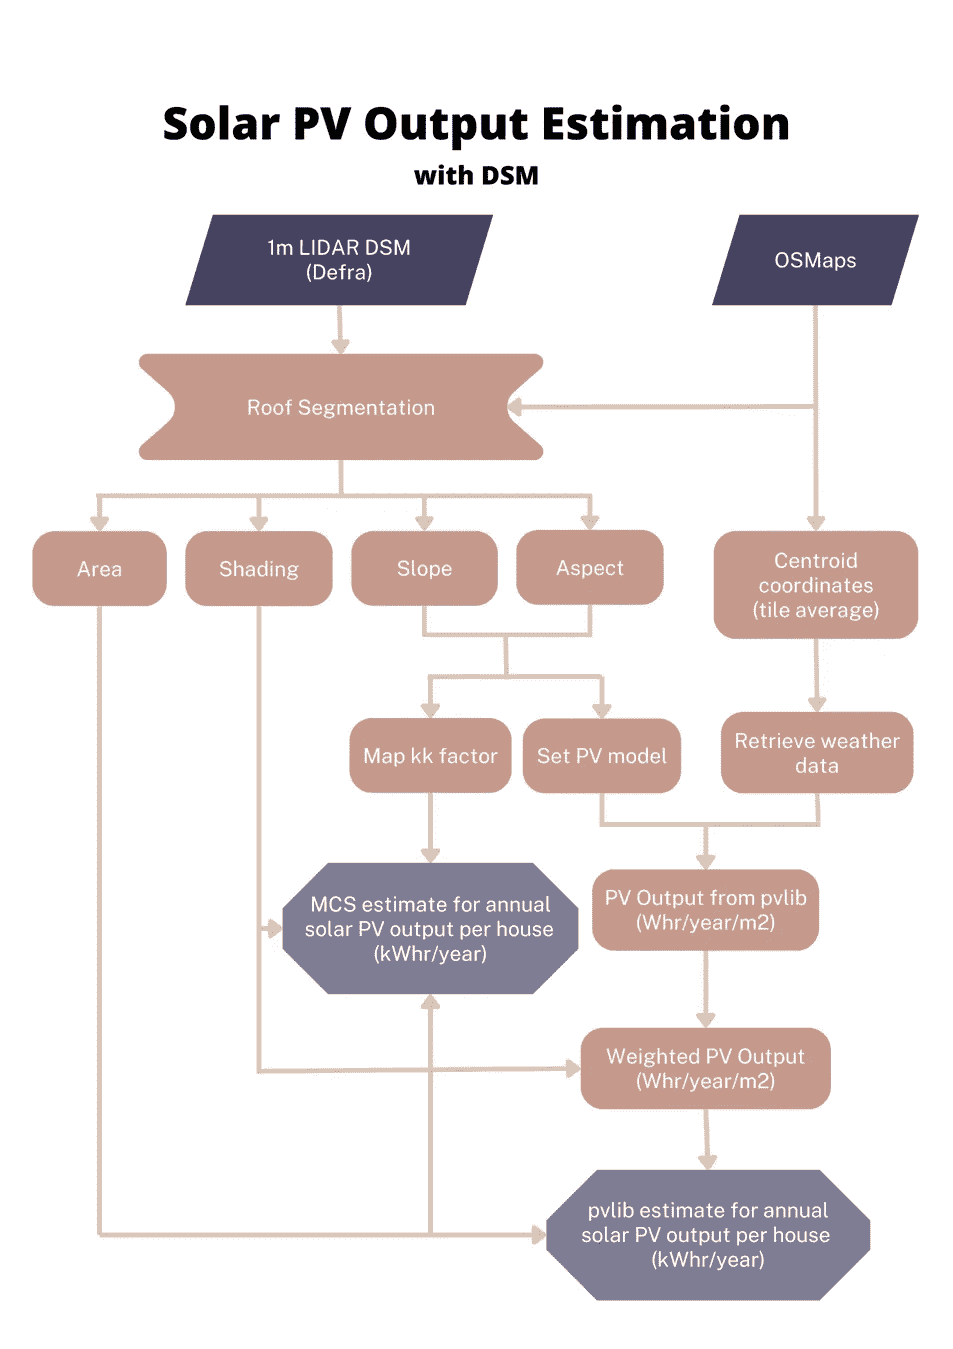 Solar PV Output Estimation
with DSM
1m LIDAR DSM
(Defra)
OSMaps
Roof Segmentation
Area
Shading
Slope
Aspect
Centroid
coordinates
(tile average)
Map kk factor
Set PV model
Retrieve weather
data
MCS estimate for annual
solar PV output per house
(kWhr/year)
PV Output from pvlib
(Whr/year/m2)
Weighted PV Output
(Whr/year/m2)
pvlib estimate for annual
solar PV output per house
(kWhr/year)